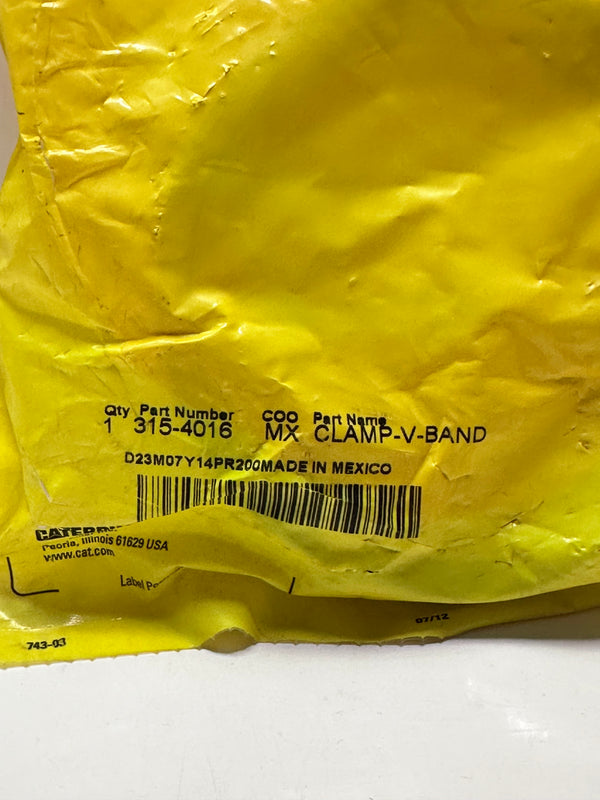 Qty Part Number COO Part Name
1 315-4016 MX CLAMP-V-BAND
D23M07Y14PR200MADE IN MEXICO
Peoria, Illinois 61629 USA
www.cat.com
Label
743-03
07/12